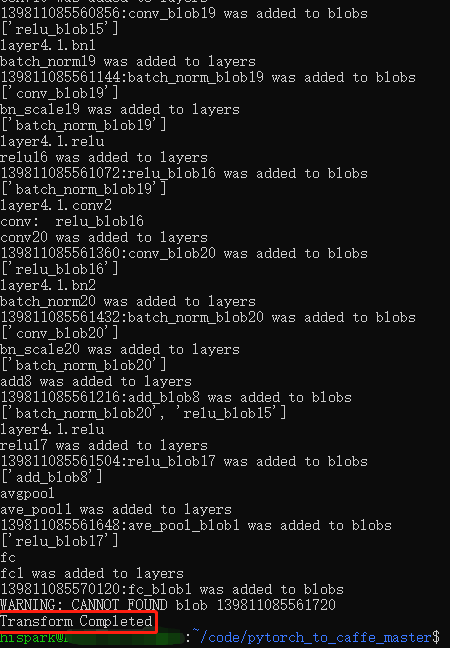 139811085560856:conv_blob19 was added to blobs
['relu_blob15']
layer4.1.bn1
batch_norm19 was added to layers
139811085561144:batch_norm_blob19 was added to blobs
['conv_blob19']
bn_scale19 was added to layers
['batch_norm_blob19']
layer4.1.relu
relu16 was added to layers
139811085561072:relu_blob16 was added to blobs
['batch_norm_blob19']
layer4.1.conv2
conv:  relu_blob16
conv20 was added to layers
139811085561360:conv_blob20 was added to blobs
['relu_blob16']
layer4.1.bn2
batch_norm20 was added to layers
139811085561432:batch_norm_blob20 was added to blobs
['conv_blob20']
bn_scale20 was added to layers
['batch_norm_blob20']
add8 was added to layers
139811085561216:add_blob8 was added to blobs
['batch_norm_blob20', 'relu_blob15']
layer4.1.relu
relu17 was added to layers
139811085561504:relu_blob17 was added to blobs
['add_blob8']
avgpool
ave_pool1 was added to layers
139811085561648:ave_pool_blob1 was added to blobs
['relu_blob17']
fc
fc1 was added to layers
139811085570120:fc_blob1 was added to blobs
WARNING: CANNOT FOUND blob 139811085561720
Transform Completed
hispark@ :~/code/pytorch_to_caffe_master$